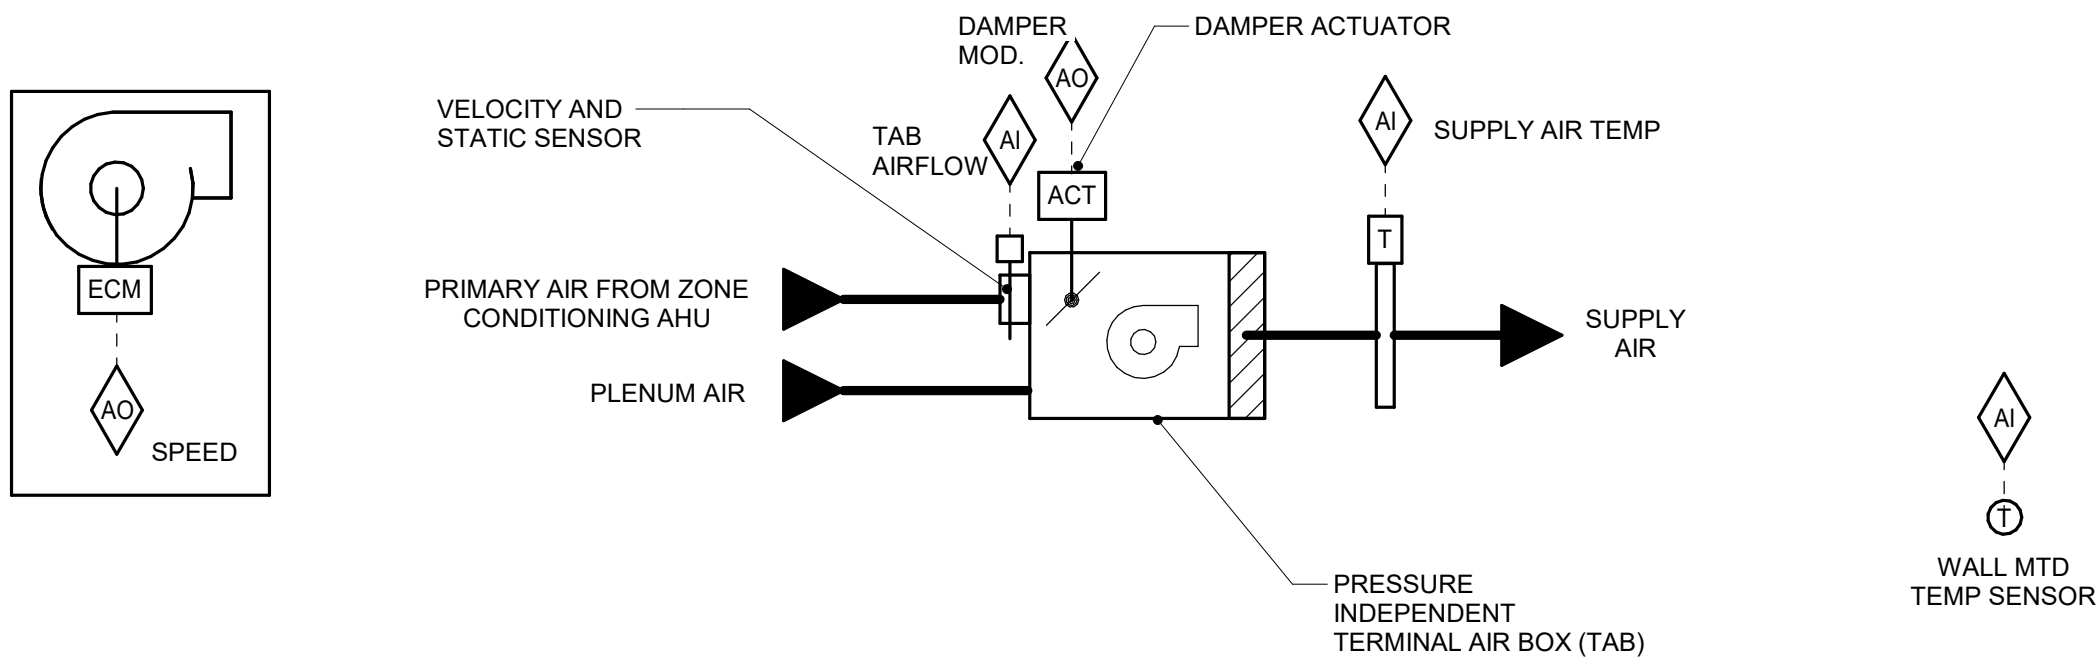 ECM
AO
SPEED
VELOCITY AND
STATIC SENSOR
TAB
AIRFLOW
AI
DAMPER
MOD.
AO
DAMPER ACTUATOR
ACT
AI
SUPPLY AIR TEMP
T
PRIMARY AIR FROM ZONE
CONDITIONING AHU
PLENUM AIR
SUPPLY
AIR
PRESSURE
INDEPENDENT
TERMINAL AIR BOX (TAB)
AI
T
WALL MTD
TEMP SENSOR